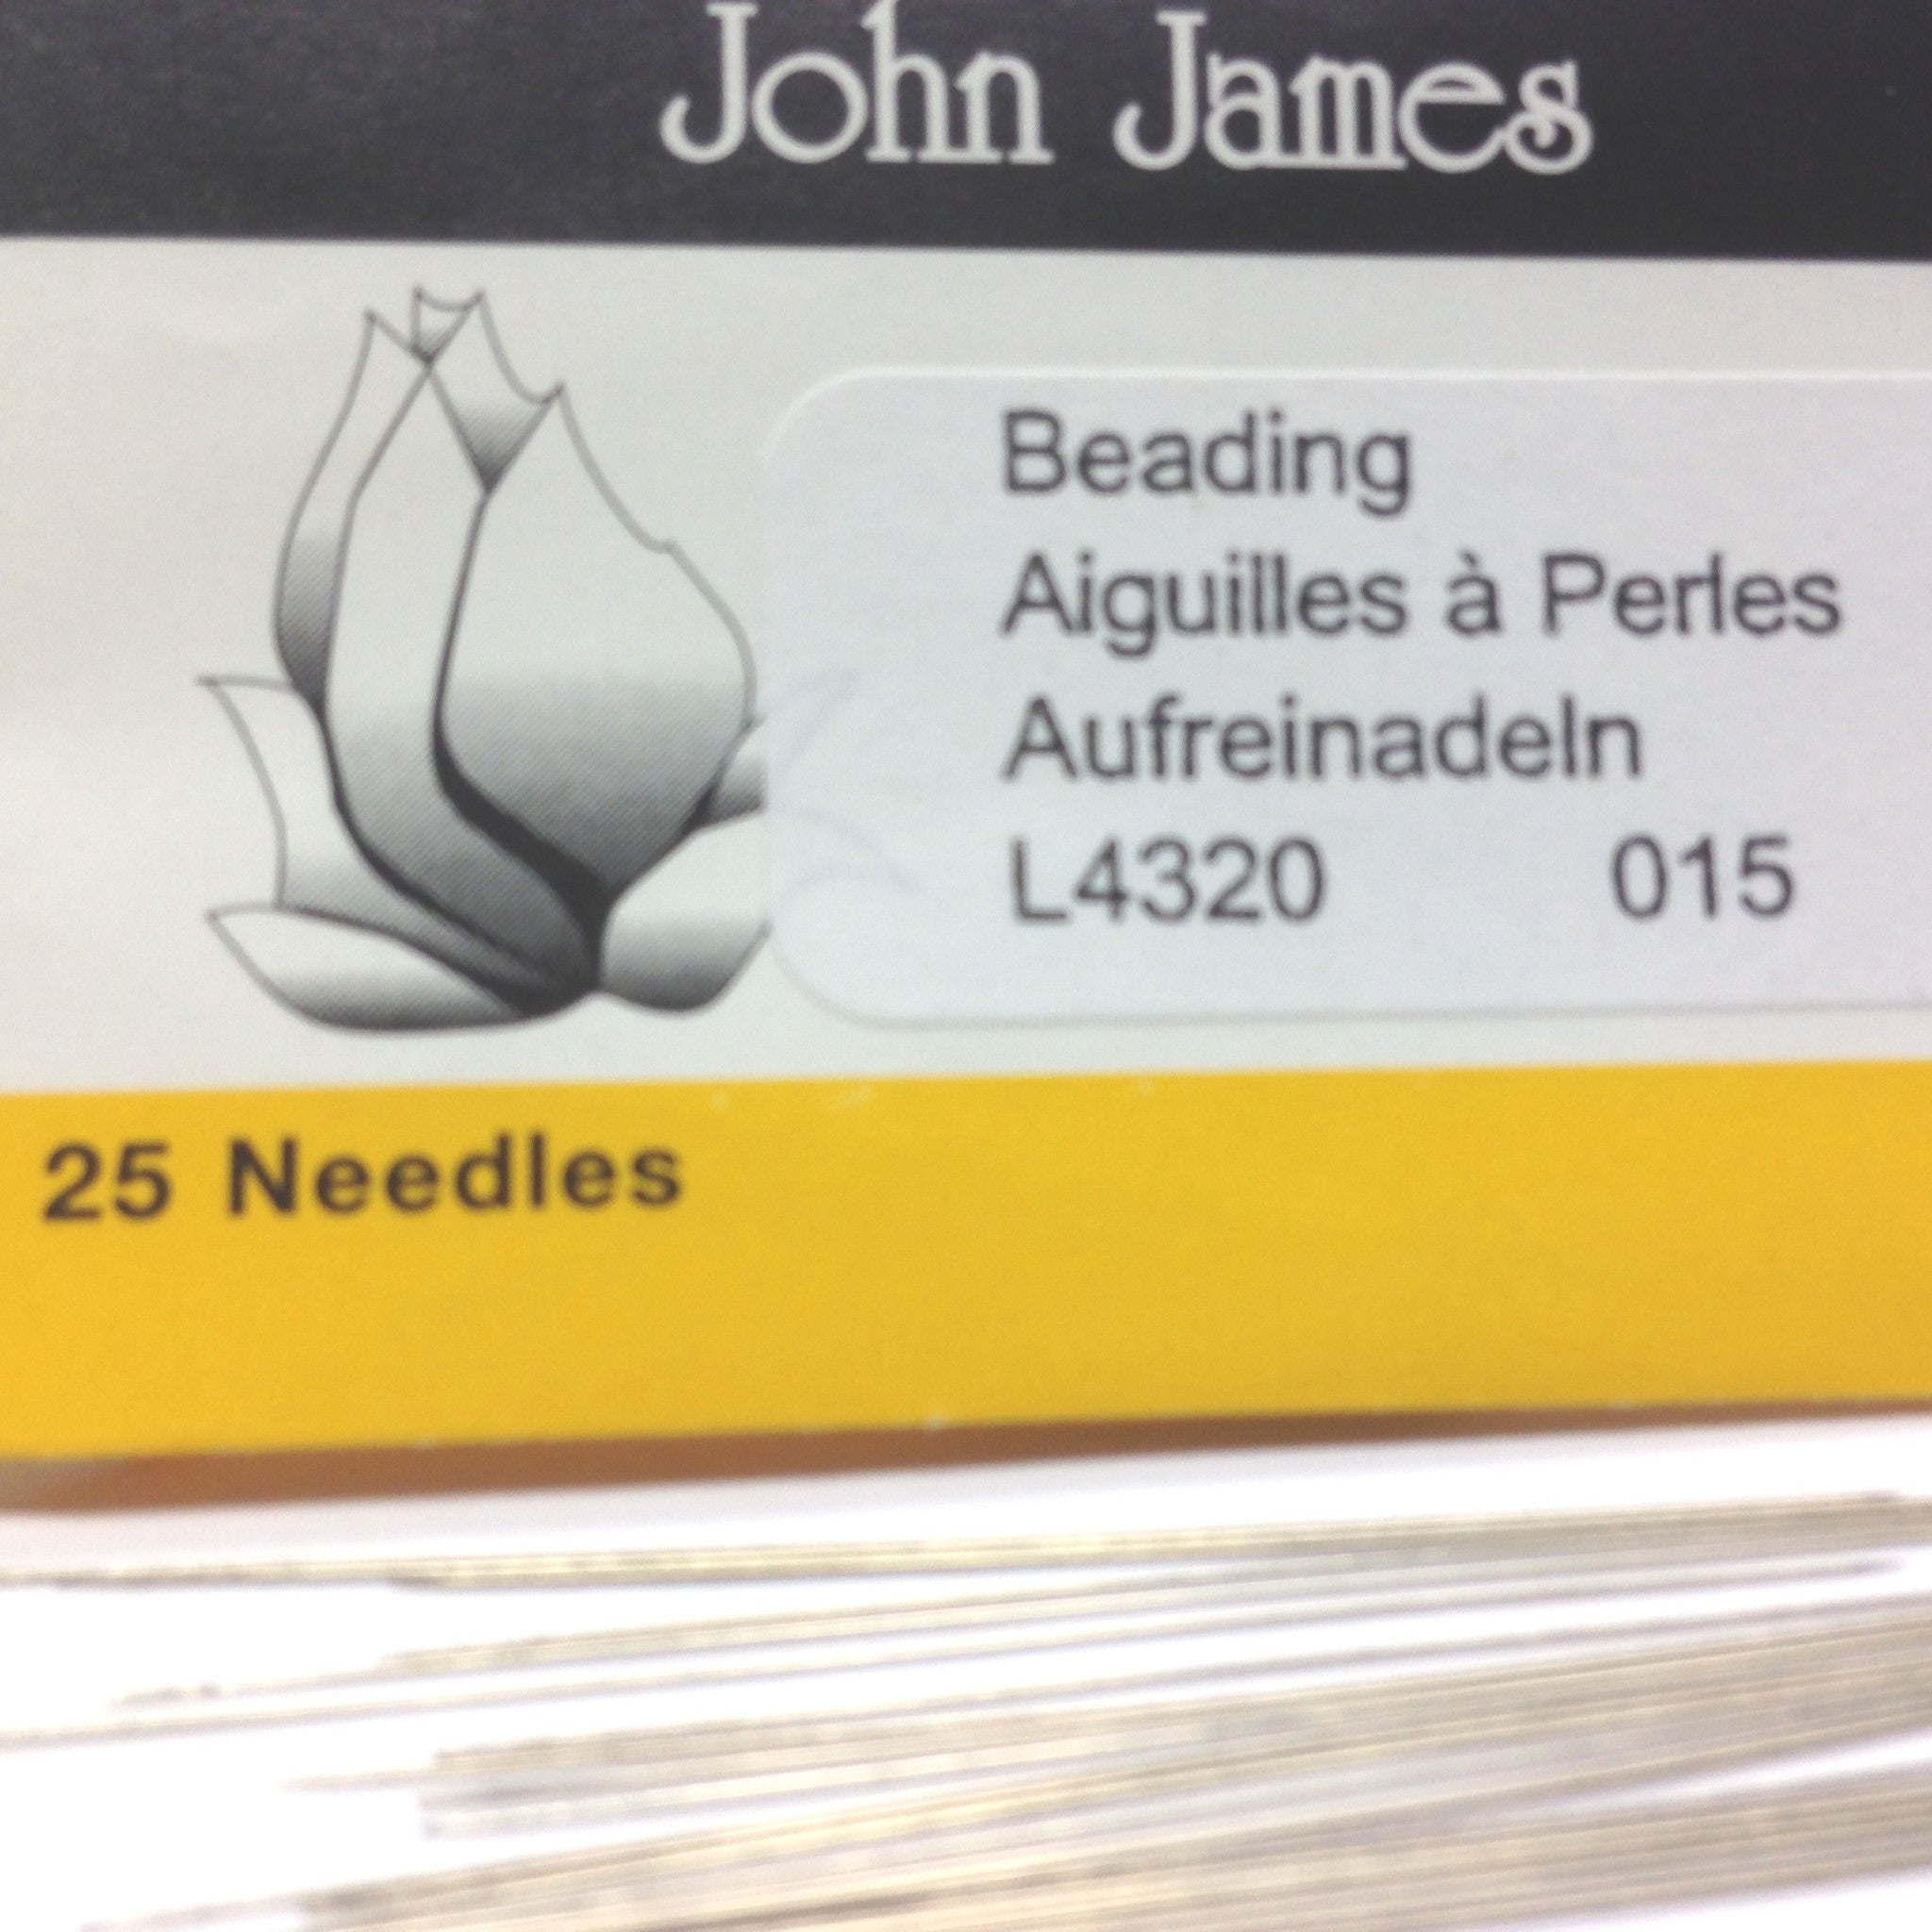 John James
Beading
Aiguilles à Perles
Aufreinadeln
L4320 015
25 Needles